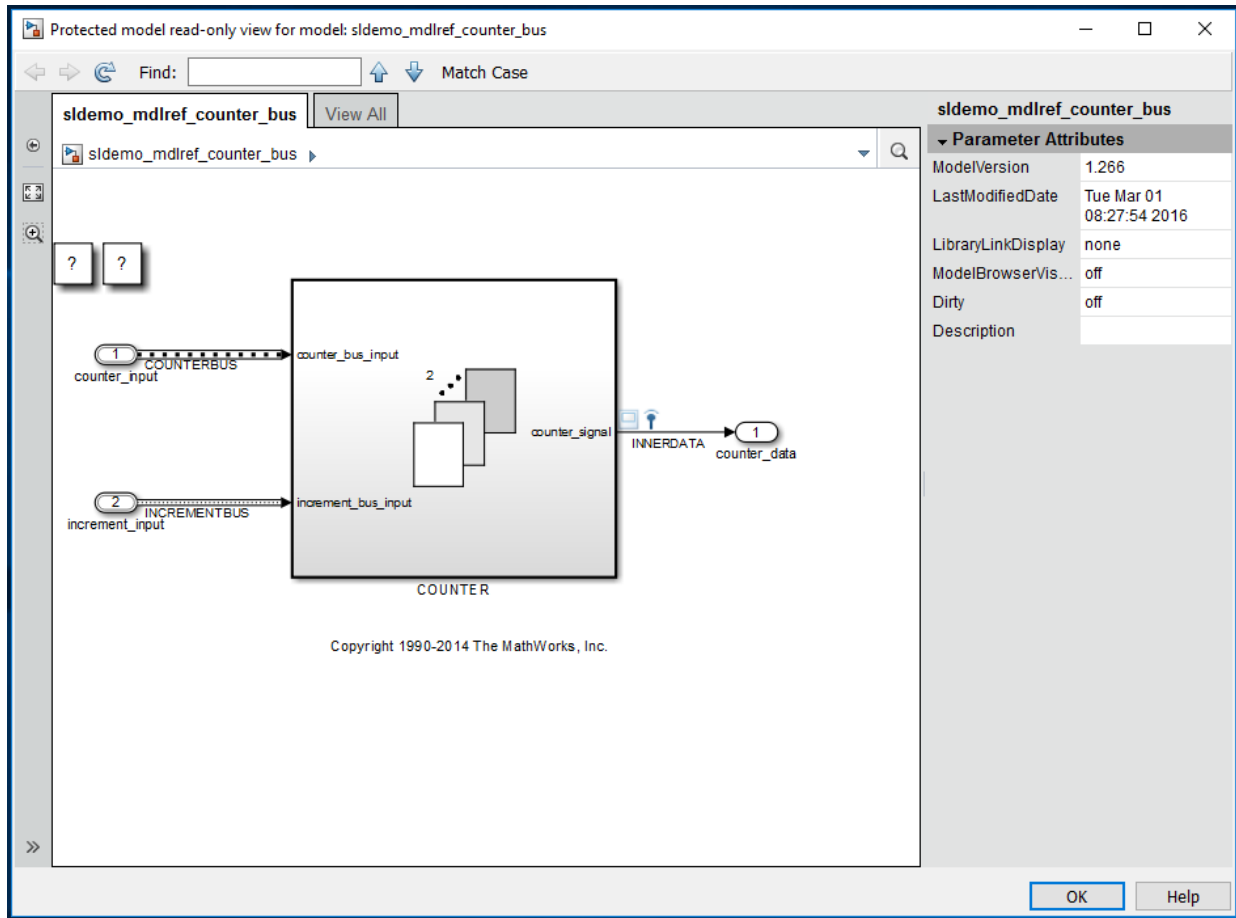 Protected model read-only view for model: sldemo_mdlref_counter_bus
Find:
Match Case
sldemo_mdlref_counter_bus
View All
sldemo_mdlref_counter_bus
? ?
1
COUNTERBUS
counter_input
counter_bus_input
2
counter_signal
INNERDATA
1
counter_data
2
INCREMENTBUS
increment_input
increment_bus_input
COUNTER
Copyright 1990-2014 The MathWorks, Inc.
sldemo_mdlref_counter_bus
Parameter Attributes
ModelVersion 1.266
LastModifiedDate Tue Mar 01
08:27:54 2016
LibraryLinkDisplay none
ModelBrowserVis... off
Dirty off
Description
OK
Help